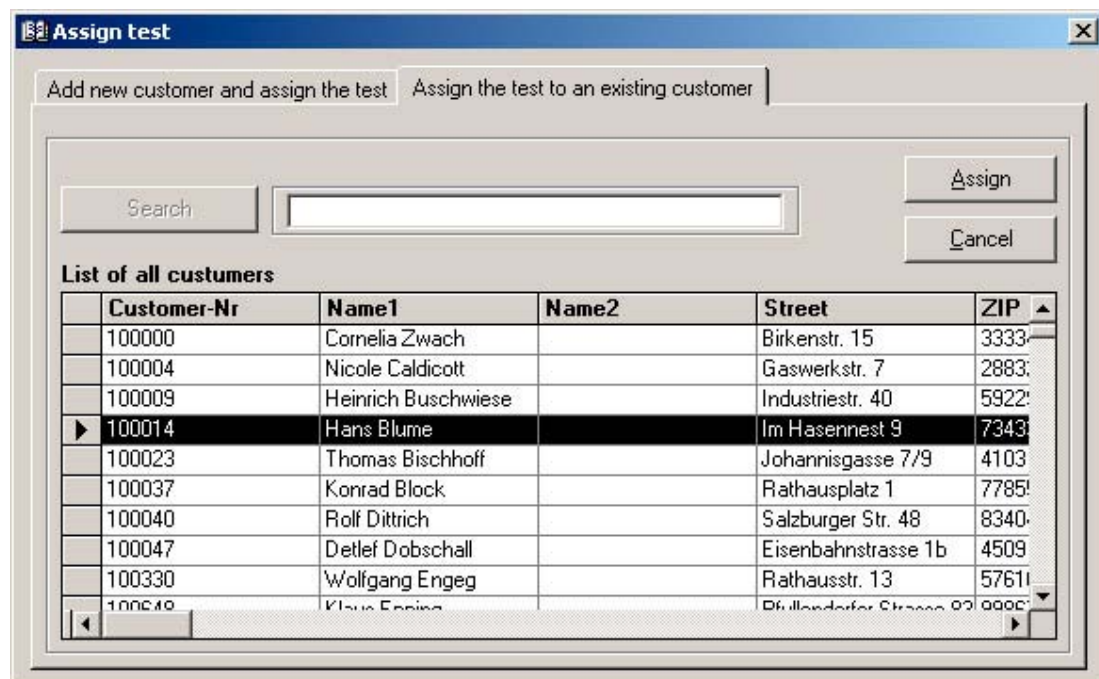 Assign test
Add new customer and assign the test Assign the test to an existing customer
Assign
Search
Cancel
List of all custumers
Customer-Nr Name1 Name2 Street ZIP
100000 Cornelia Zwach Birkenstr. 15
100004 Nicole Caldicott Gaswerkstr. 7
100009 Heinrich Buschwiese Industriestr. 40
100014 Hans Blume Im Hasennest 9
100023 Thomas Bischhoff Johannisgasse 7/9 4103
100037 Konrad Block Rathausplatz 1
100040 Rolf Dittrich Salzburger Str. 48
100047 Detlef Dobschall Eisenbahnstrasse 1b 4509
100330 Wolfgang Engeg Rathausstr. 13